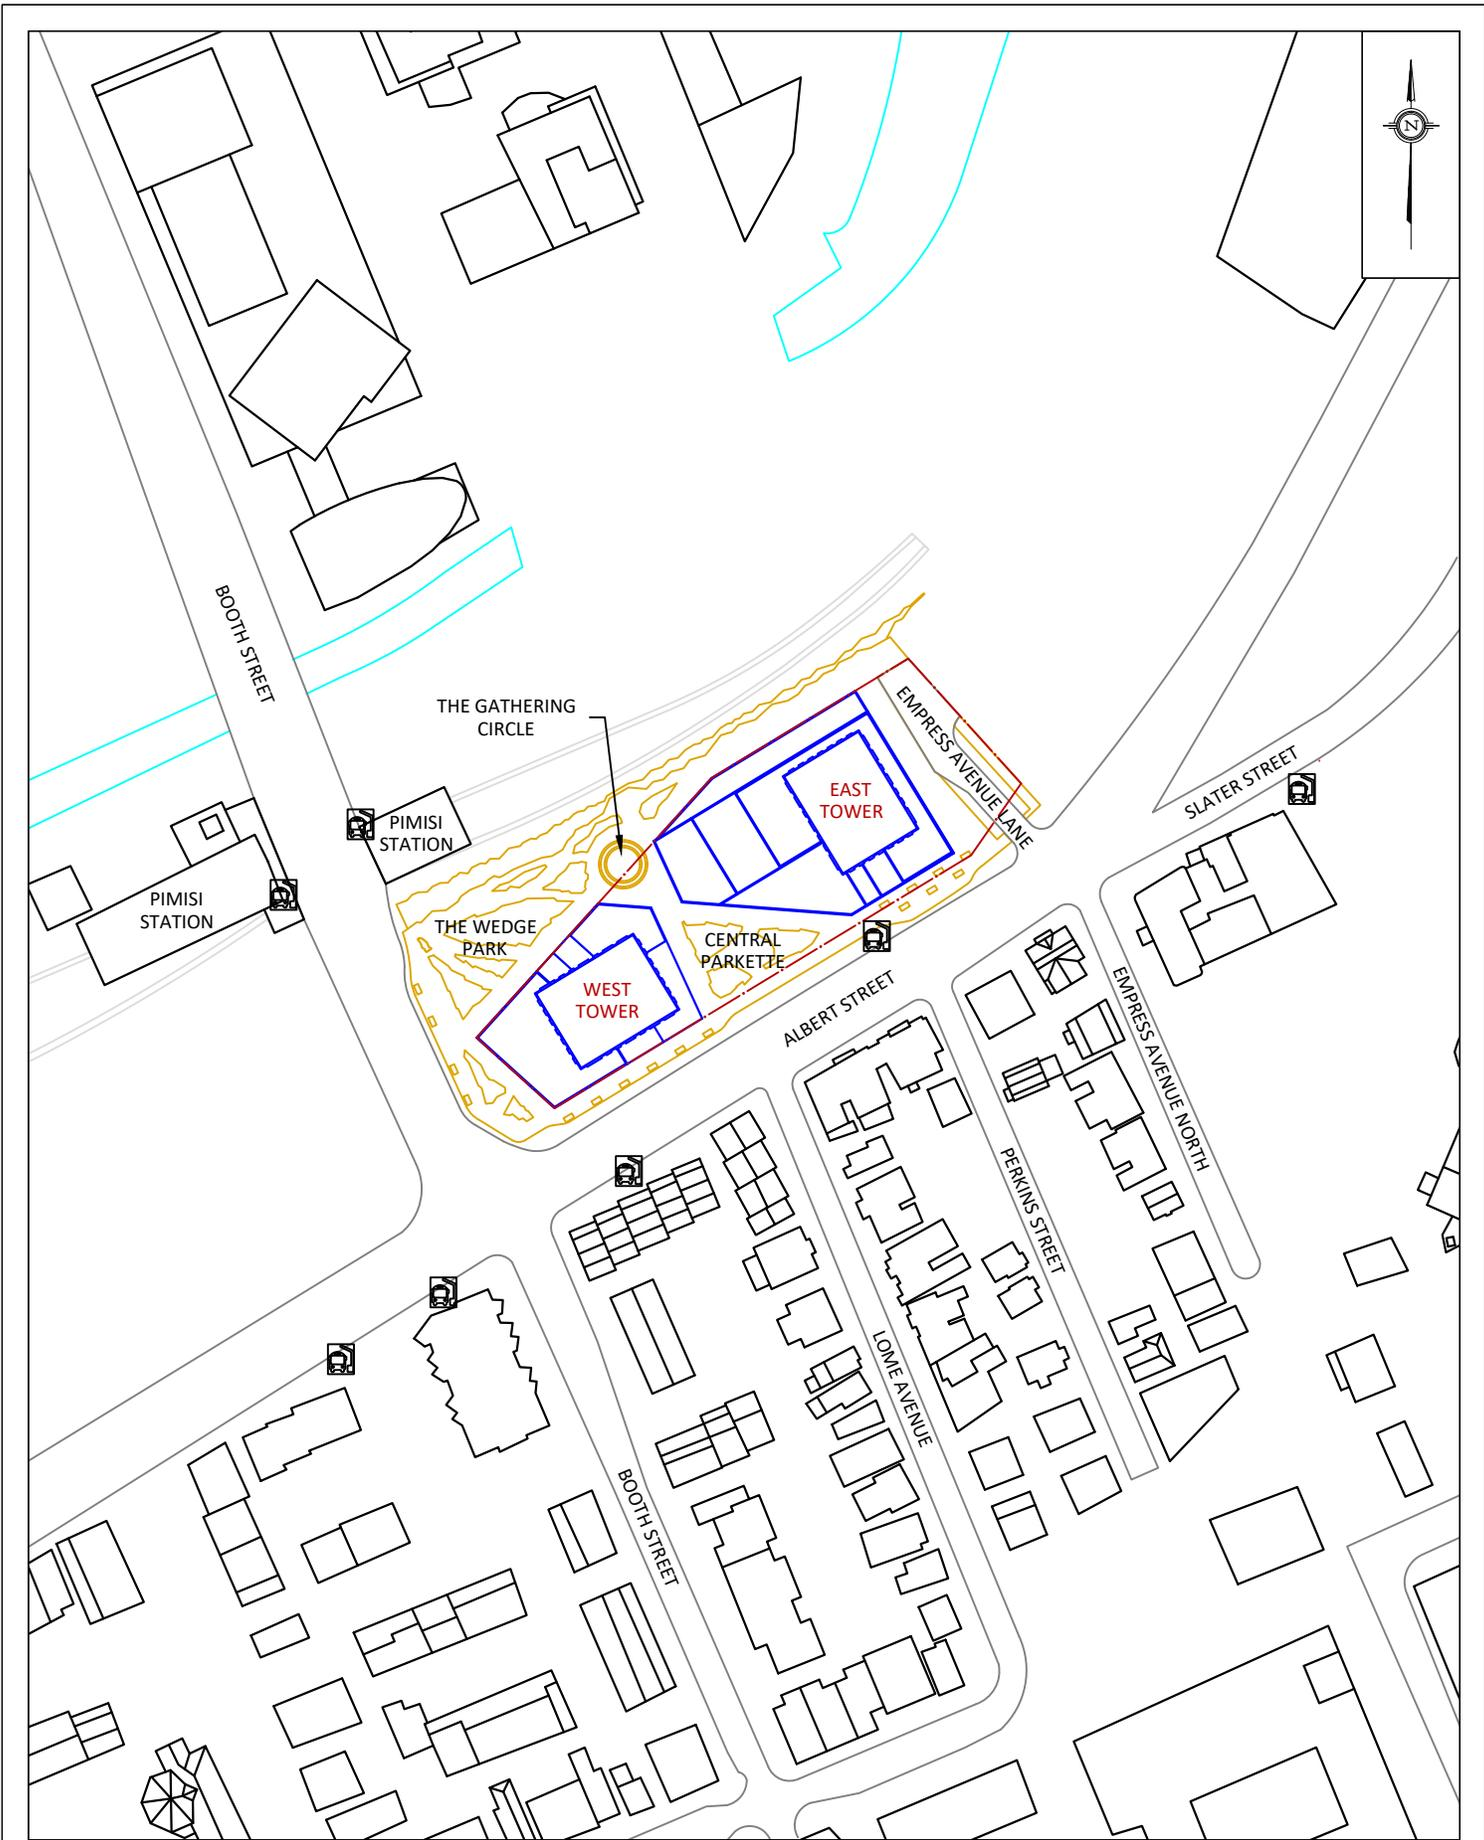 N
BOOTH STREET
THE GATHERING
CIRCLE
EMPRESS AVENUE LANE
EAST
TOWER
SLATER STREET
PIMISI
STATION
PIMISI
STATION
THE WEDGE
PARK
CENTRAL
PARKETTE
WEST
TOWER
ALBERT STREET
EMPRESS AVENUE NORTH
PERKINS STREET
LOME AVENUE
BOOTH STREET